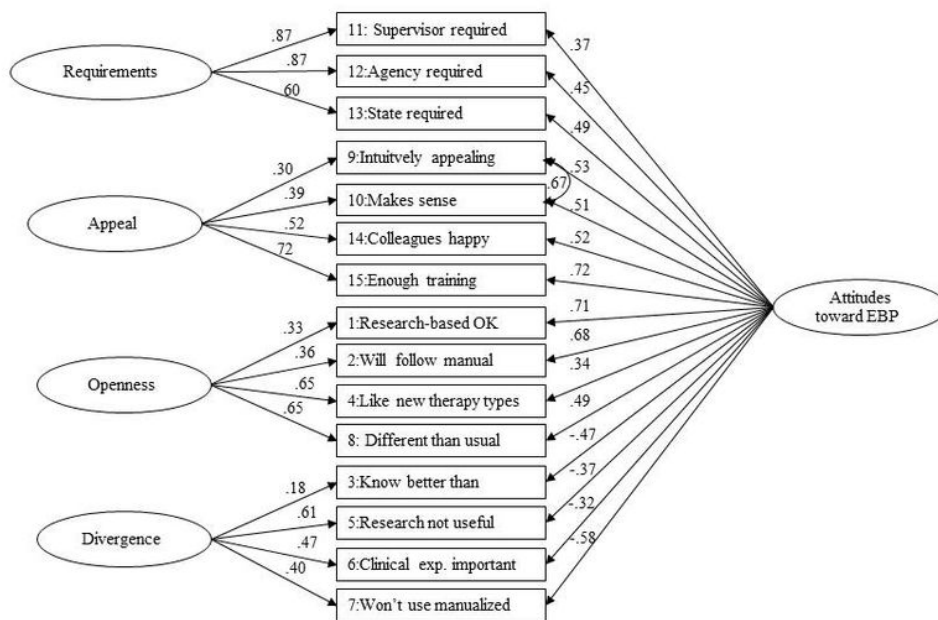 .87
11: Supervisor required
.37
Requirements
.87
12:Agency required
.45
.60
13:State required
.49
.30
9:Intuitvely appealing
.53
.67
Appeal
.39
10:Makes sense
.51
.52
14:Colleagues happy
.52
.72
15:Enough training
.72
Attitudes
toward EBP
.33
1:Research-based OK
.71
Openness
.36
2:Will follow manual
.68
.65
4:Like new therapy types
.34
.65
8: Different than usual
.49
.18
3:Know better than
-.47
Divergence
.61
5:Research not useful
-.37
.47
6:Clinical exp. important
-.32
.40
7:Won't use manualized
-.58